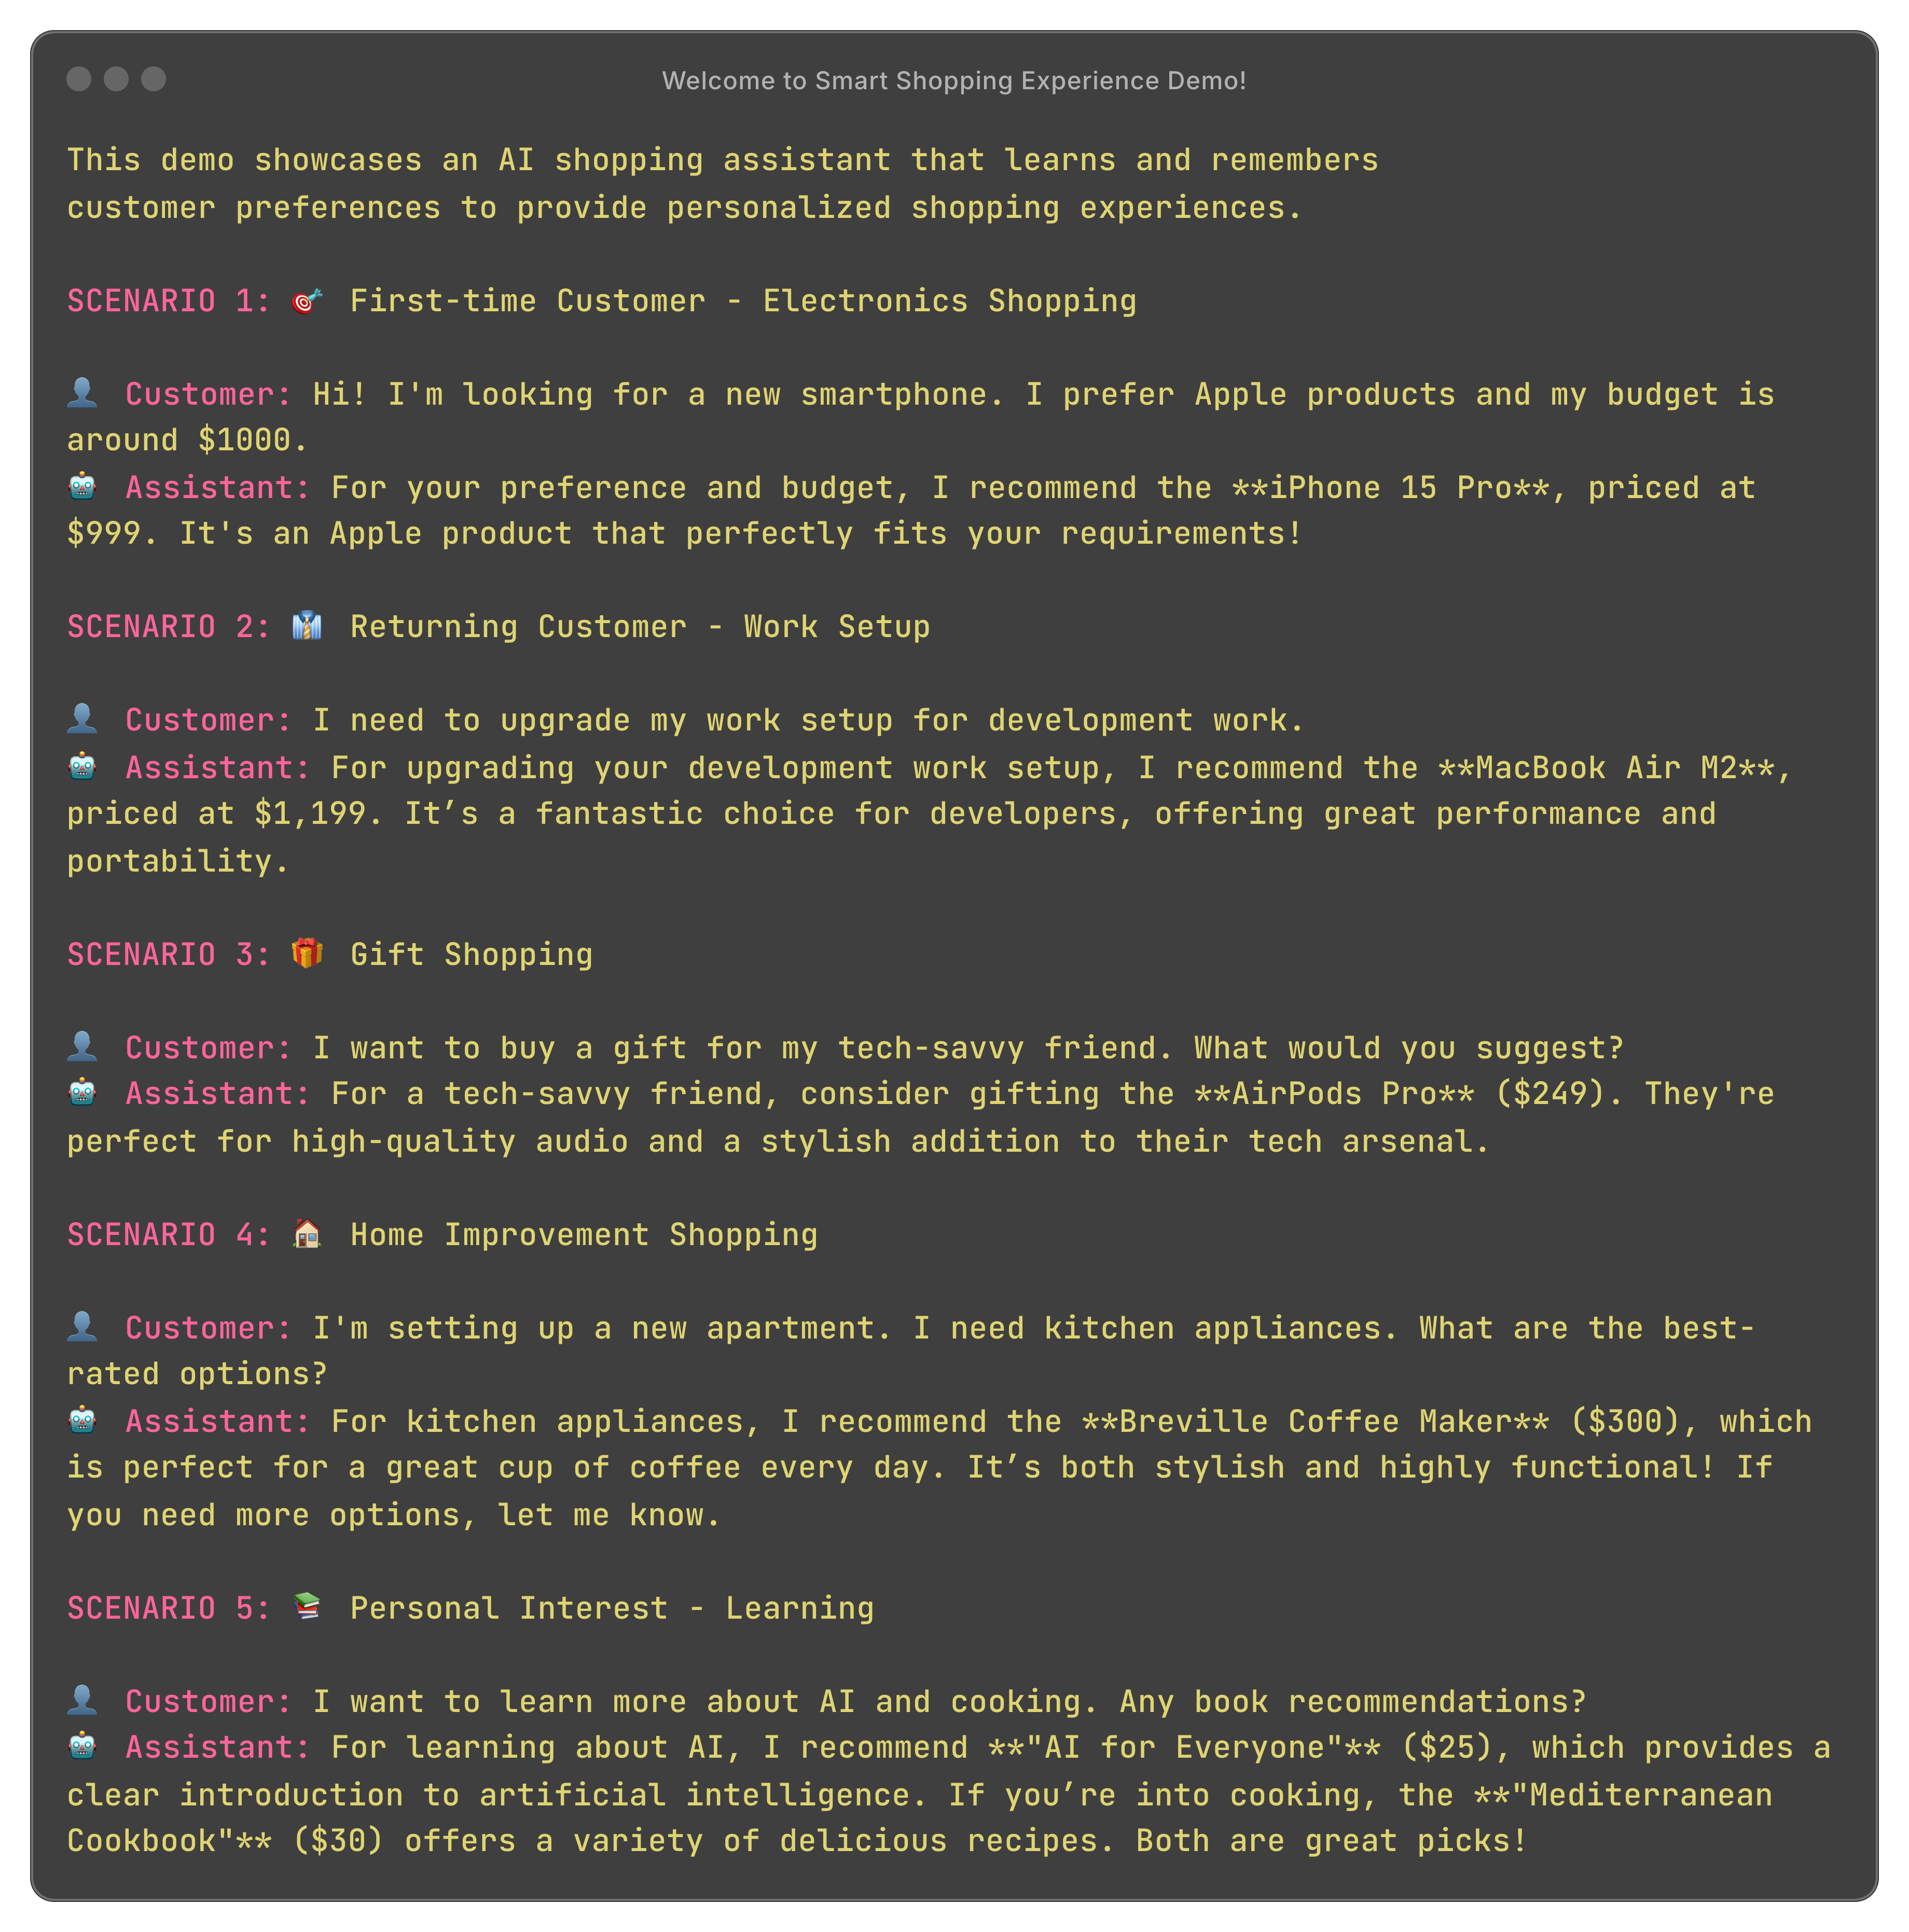 Welcome to Smart Shopping Experience Demo!
This demo showcases an AI shopping assistant that learns and remembers
customer preferences to provide personalized shopping experiences.
SCENARIO 1: 🎯 First-time Customer - Electronics Shopping
👤 Customer: Hi! I'm looking for a new smartphone. I prefer Apple products and my budget is
around $1000.
🤖 Assistant: For your preference and budget, I recommend the **iPhone 15 Pro**, priced at
$999. It's an Apple product that perfectly fits your requirements!
SCENARIO 2: 👔 Returning Customer - Work Setup
👤 Customer: I need to upgrade my work setup for development work.
🤖 Assistant: For upgrading your development work setup, I recommend the **MacBook Air M2**,
priced at $1,199. It’s a fantastic choice for developers, offering great performance and
portability.
SCENARIO 3: 🎁 Gift Shopping
👤 Customer: I want to buy a gift for my tech-savvy friend. What would you suggest?
🤖 Assistant: For a tech-savvy friend, consider gifting the **AirPods Pro** ($249). They're
perfect for high-quality audio and a stylish addition to their tech arsenal.
SCENARIO 4: 🏠 Home Improvement Shopping
👤 Customer: I'm setting up a new apartment. I need kitchen appliances. What are the best-
rated options?
🤖 Assistant: For kitchen appliances, I recommend the **Breville Coffee Maker** ($300), which
is perfect for a great cup of coffee every day. It’s both stylish and highly functional! If
you need more options, let me know.
SCENARIO 5: 📚 Personal Interest - Learning
👤 Customer: I want to learn more about AI and cooking. Any book recommendations?
🤖 Assistant: For learning about AI, I recommend **"AI for Everyone"** ($25), which provides a
clear introduction to artificial intelligence. If you’re into cooking, the **"Mediterranean
Cookbook"** ($30) offers a variety of delicious recipes. Both are great picks!